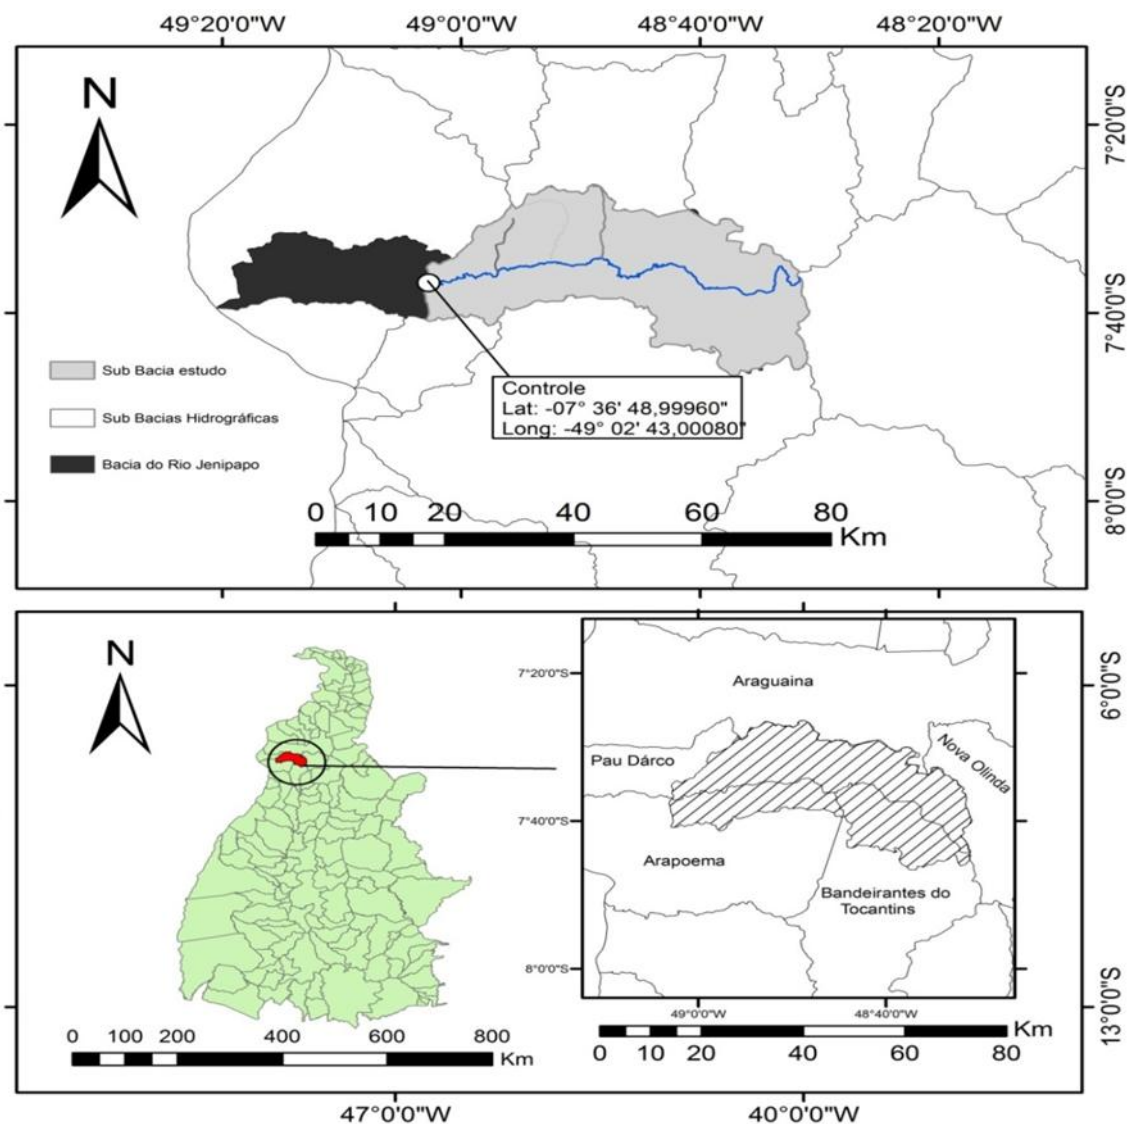 49°20'0"W 49°0'0"W 48°40'0"W 48°20'0"W
N
7°20'0"S
7°40'0"S
8°0'0"S
Sub Bacia estudo
Sub Bacias Hidrográficas
Bacia do Rio Jenipapo
Controle
Lat: -07° 36' 48,99960"
Long: -49° 02' 43,00080"
0 10 20 40 60 80
Km
N
6°0'0"S
13°0'0"S
7°20'0"S
7°40'0"S
8°0'0"S
Araguaina
Pau Dárco
Nova Olinda
Arapoema
Bandeirantes do
Tocantins
49°0'0"W 48°40'0"W
Km
0 10 20 40 60 80
0 100 200 400 600 800
Km
47°0'0"W 40°0'0"W